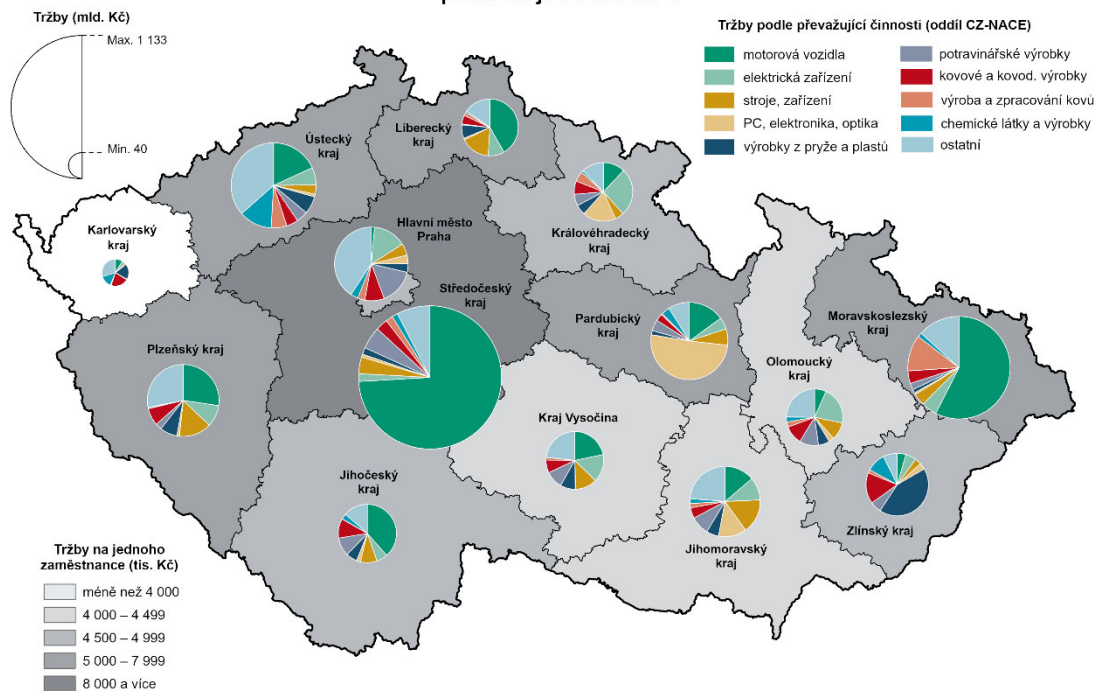 Tržby (mld. Kč)
Max. 1 133
Min. 40
Tržby podle převažující činnosti (oddíl CZ-NACE)
motorová vozidla
elektrická zařízení
stroje, zařízení
PC, elektronika, optika
výrobky z pryže a plastů
potravinářské výrobky
kovové a kovod. výrobky
výroba a zpracování kovů
chemické látky a výrobky
ostatní
Ústecký
kraj
Liberecký
kraj
Karlovarský
kraj
Hlavní město
Praha
Královéhradecký
kraj
Středočeský
kraj
Pardubický
kraj
Moravskoslezský
kraj
Plzeňský kraj
Olomoucký
kraj
Kraj Vysočina
Jihočeský
kraj
Jihomoravský
kraj
Zlínský kraj
Tržby na jednoho
zaměstnance (tis. Kč)
méně než 4 000
4 000 – 4 499
4 500 – 4 999
5 000 – 7 999
8 000 a více